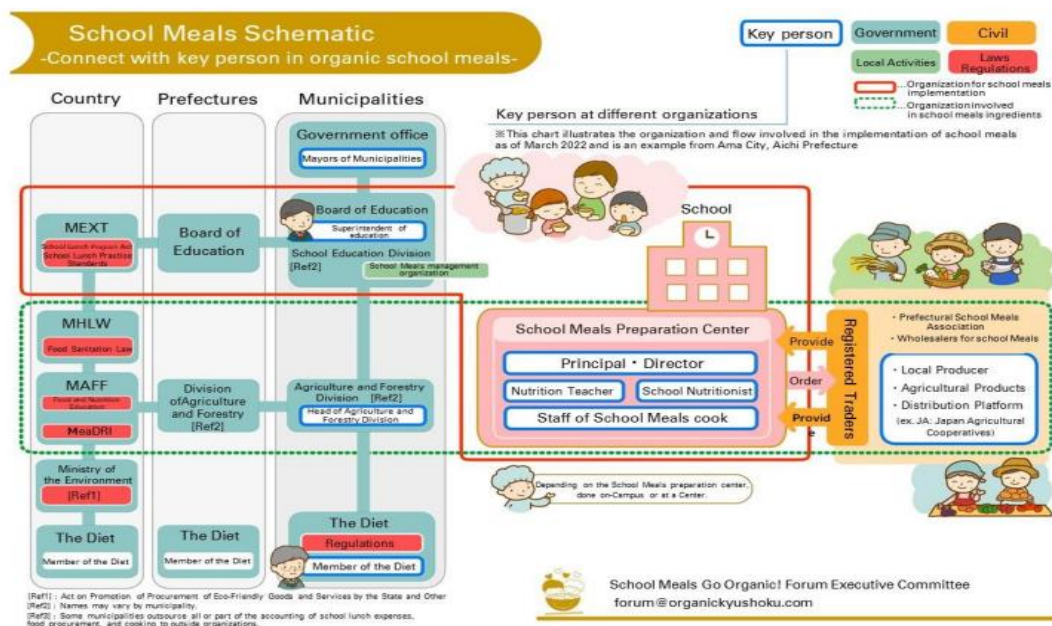 School Meals Schematic
-Connect with key person in organic school meals-
Key person
Government
Civil
Local Activities
Laws
Regulations
...Organization for school meals
implementation
...Organization involved
in school meals ingredients
Key person at different organizations
※This chart illustrates the organization and flow involved in the implementation of school meals
as of March 2022 and is an example from Ama City, Aichi Prefecture
Country
Prefectures
Municipalities
Government office
Mayors of Municipalities
MEXT
School Lunch Program Act
School Lunch Practice
Standards
Board of
Education
Board of Education
Superintendent of
education
School Education Division
[Ref2]
School Meals management
organization
MHLW
Food Sanitation Law
MAFF
Food and Nutrition
Education
MeaDRI
Division
ofAgriculture
and Forestry
[Ref2]
Agriculture and Forestry
Division [Ref2]
Head of Agriculture and
Forestry Division
Ministry of
the Environment
[Ref1]
The Diet
Member of the Diet
The Diet
Member of the Diet
The Diet
Regulations
Member of the Diet
School
School Meals Preparation Center
Principal・Director
Nutrition Teacher
School Nutritionist
Staff of School Meals cook
Provide
Order
Provid
e
Registered Traders
・Prefectural School Meals
Association
・Wholesalers for school Meals
・Local Producer
・Agricultural Products
・Distribution Platform
(ex. JA: Japan Agricultural
Cooperatives)
Depending on the School Meals preparation center,
done on-Campus or at a Center.
[Ref1] : Act on Promotion of Procurement of Eco-Friendly Goods and Services by the State and Other
[Ref2] : Names may vary by municipality.
[Ref3] : Some municipalities outsource all or part of the accounting of school lunch expenses,
food procurement, and cooking to outside organizations.
School Meals Go Organic! Forum Executive Committee
forum@organickyushoku.com